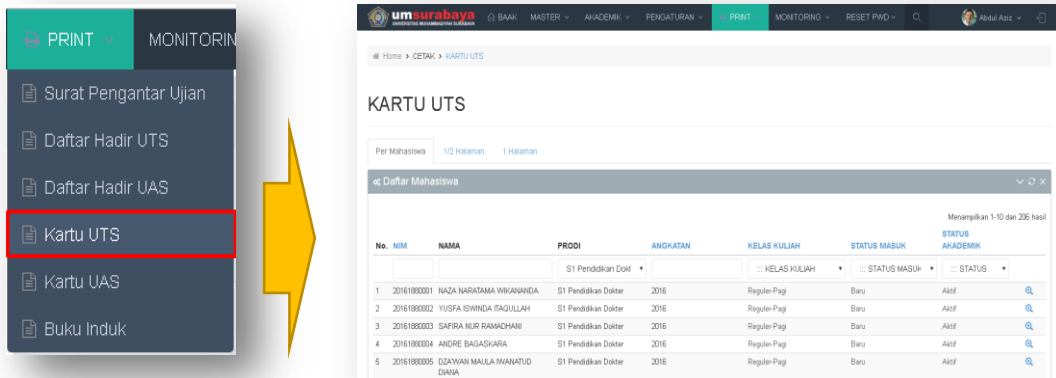 PRINT MONITORIN
Surat Pengantar Ujian
Daftar Hadir UTS
Daftar Hadir UAS
Kartu UTS
Kartu UAS
Buku Induk
umsurabaya BAAK MASTER AKADEMIK PENGATURAN PRINT MONITORING RESET PWD Abdul Aziz
UNIVERSITAS MUHAMMADIYAH SURABAYA
Home > CETAK > KARTU UTS
KARTU UTS
Per Mahasiswa 1/2 Halaman 1 Halaman
Daftar Mahasiswa
Menampilkan 1-10 dari 206 hasil
No. NIM NAMA PRODI ANGKATAN KELAS KULIAH STATUS MASUK STATUS AKADEMIK
S1 Pendidikan Dokt ::: KELAS KULIAH ::: STATUS MASUK ::: STATUS
1 20161880001 NAZA NARATAMA WIKANANDA S1 Pendidikan Dokter 2016 Reguler-Pagi Baru Aktif
2 20161880002 YUSFA ISWINDA ITAQULLAH S1 Pendidikan Dokter 2016 Reguler-Pagi Baru Aktif
3 20161880003 SAFIRA NUR RAMADHANI S1 Pendidikan Dokter 2016 Reguler-Pagi Baru Aktif
4 20161880004 ANDRE BAGASKARA S1 Pendidikan Dokter 2016 Reguler-Pagi Baru Aktif
5 20161880005 DZAWAN MAULA IWANATUD DIANA S1 Pendidikan Dokter 2016 Reguler-Pagi Baru Aktif